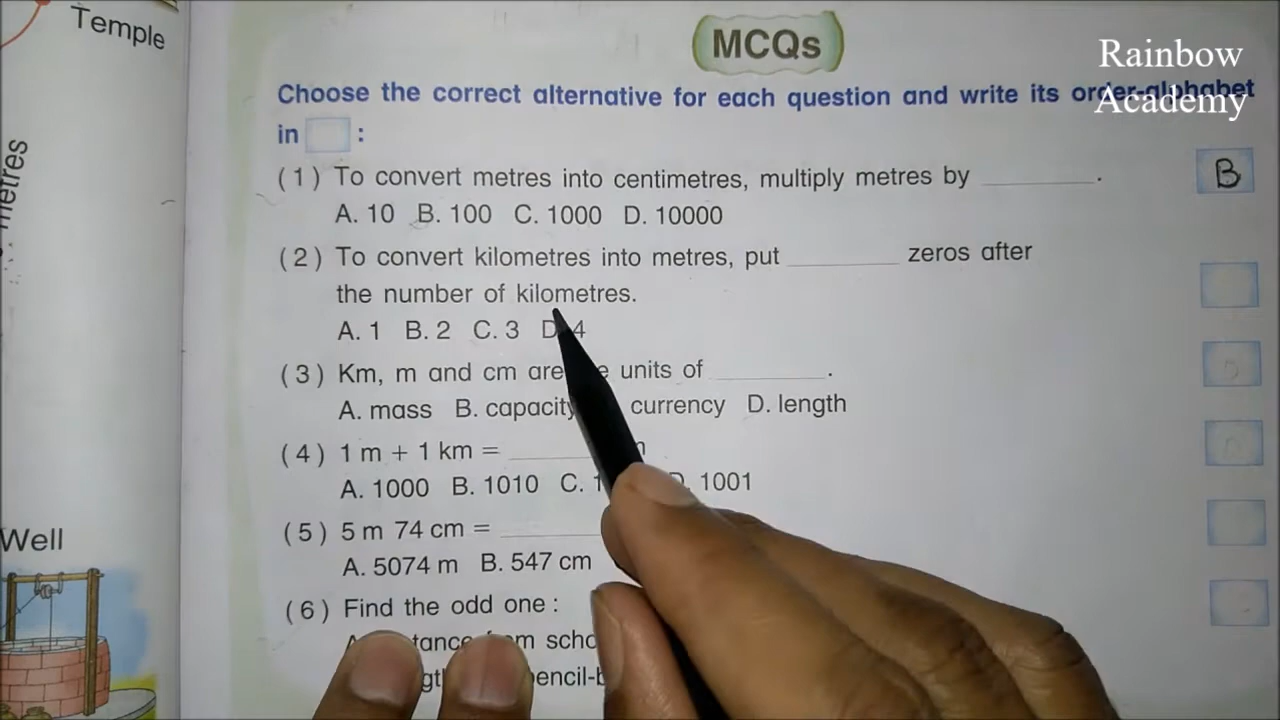 Temple
metres
Well
MCQs
Rainbow
Academy
Choose the correct alternative for each question and write its order-alphabet
in :
(1) To convert metres into centimetres, multiply metres by ________.
B
A. 10 B. 100 C. 1000 D. 10000
(2) To convert kilometres into metres, put ________ zeros after
the number of kilometres.
A. 1 B. 2 C. 3 D. 4
(3) Km, m and cm are units of ________.
A. mass B. capacity currency D. length
(4) 1 m + 1 km = ________
A. 1000 B. 1010 C. D. 1001
(5) 5 m 74 cm = ________
A. 5074 m B. 547 cm
(6) Find the odd one :